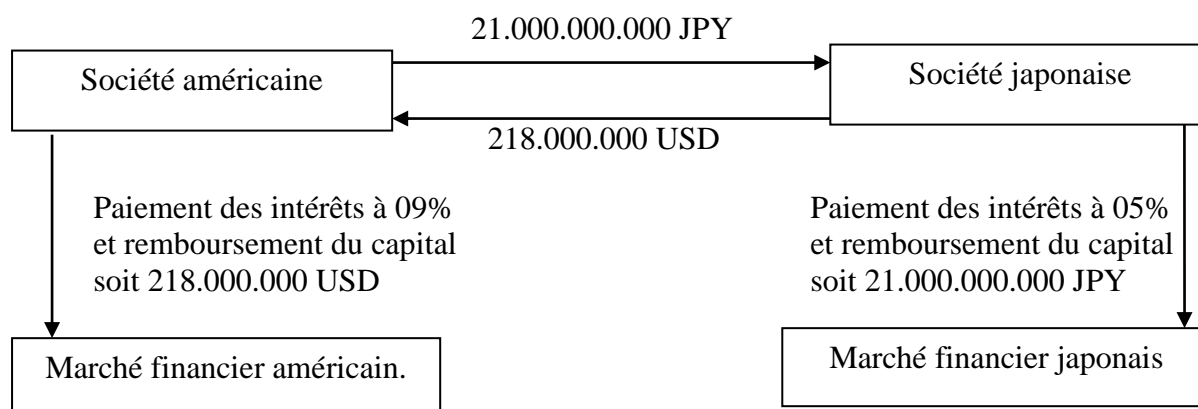 21.000.000.000 JPY
Société américaine
Société japonaise
218.000.000 USD
Paiement des intérêts à 09%
et remboursement du capital
soit 218.000.000 USD
Paiement des intérêts à 05%
et remboursement du capital
soit 21.000.000.000 JPY
Marché financier américain.
Marché financier japonais